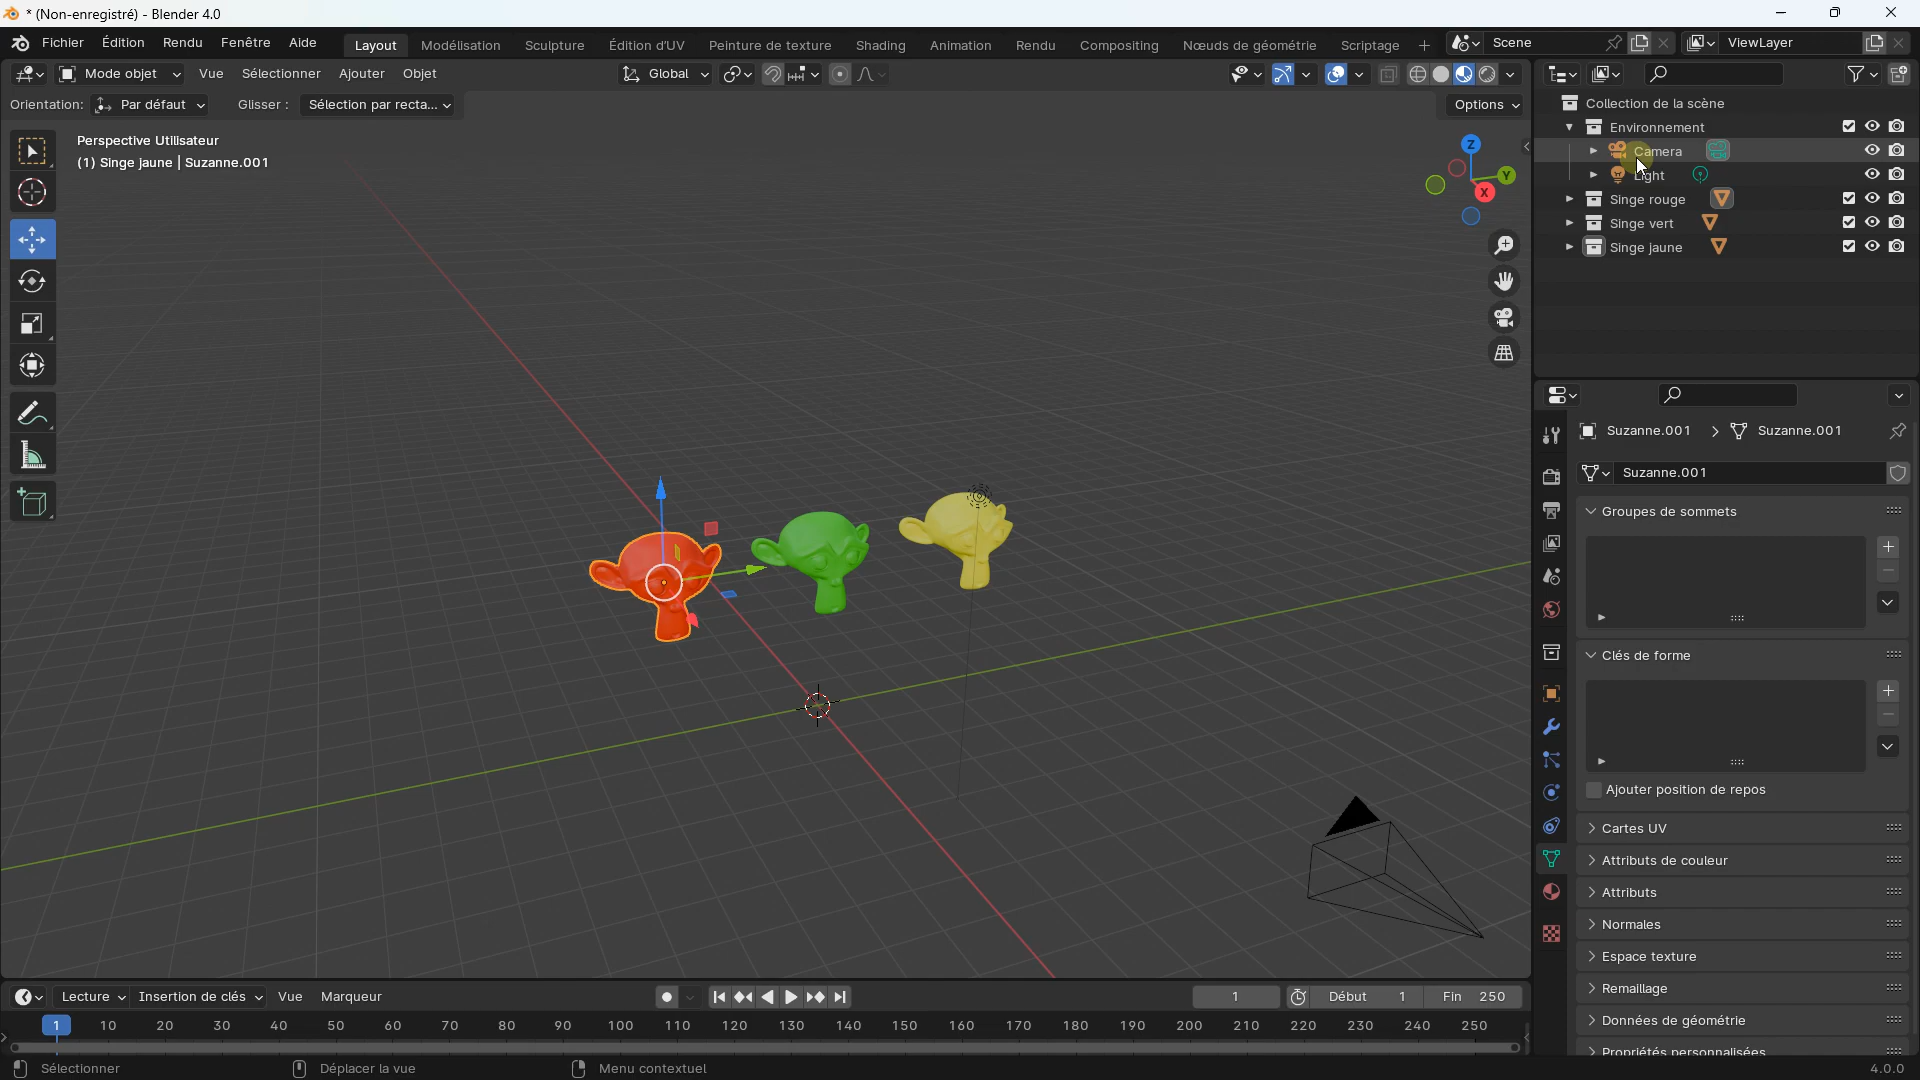 * (Non-enregistré) - Blender 4.0
Fichier Édition Rendu Fenêtre Aide Layout Modélisation Sculpture Édition d'UV Peinture de texture Shading Animation Rendu Compositing Nœuds de géométrie Scriptage + Scene ViewLayer
Mode objet Vue Sélectionner Ajouter Objet Global
Orientation: Par défaut Glisser : Sélection par recta... Options
Perspective Utilisateur
(1) Singe jaune | Suzanne.001
Z
Y
X
Collection de la scène
Environnement
Camera
Light
Singe rouge
Singe vert
Singe jaune
Suzanne.001 > Suzanne.001
Suzanne.001
Groupes de sommets
Clés de forme
Ajouter position de repos
Cartes UV
Attributs de couleur
Attributs
Normales
Espace texture
Remaillage
Données de géométrie
Propriétés personnalisées
Lecture Insertion de clés Vue Marqueur 1 Début 1 Fin 250
1 10 20 30 40 50 60 70 80 90 100 110 120 130 140 150 160 170 180 190 200 210 220 230 240 250
Sélectionner Déplacer la vue Menu contextuel 4.0.0